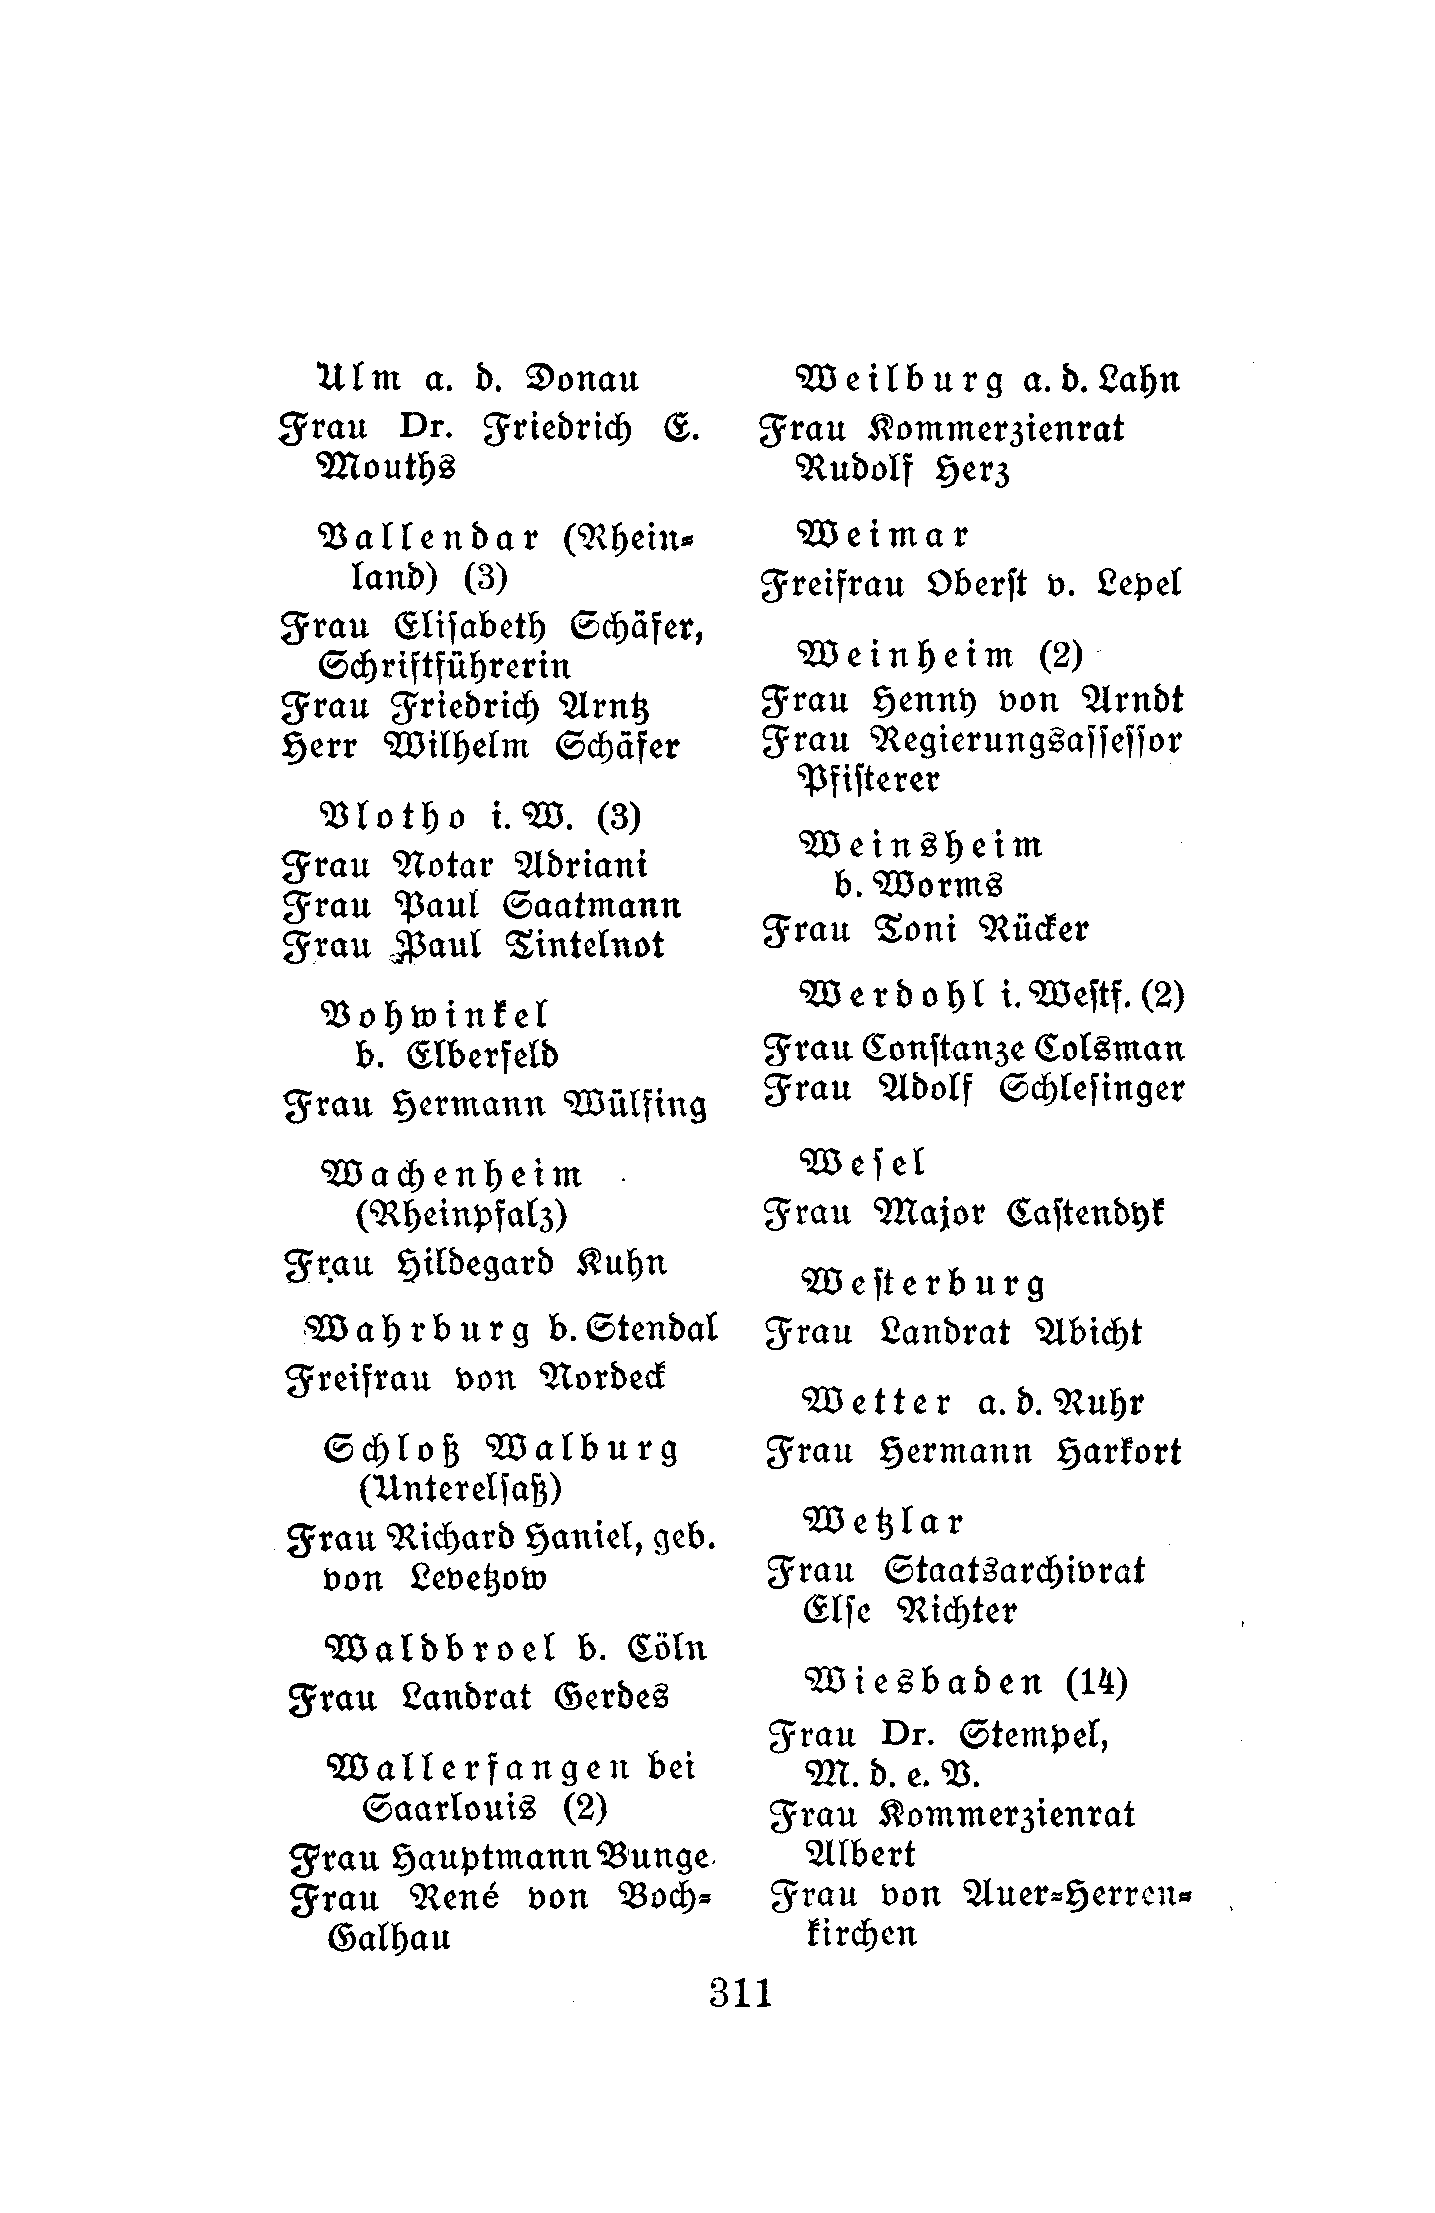 Ulm a. d. Donau
Frau Dr. Friedrich E.
Mouths
Vallendar (Rhein-
land) (3)
Frau Elisabeth Schäfer,
Schriftführerin
Frau Friedrich Arntz
Herr Wilhelm Schäfer
Vlotho i. W. (3)
Frau Notar Adriani
Frau Paul Saatmann
Frau Paul Tintelnot
Vohwinkel
b. Elberfeld
Frau Hermann Wülfing
Wachenheim
(Rheinpfalz)
Frau Hildegard Kuhn
Wahrburg b. Stendal
Freifrau von Nordeck
Schloß Walburg
(Unterelsaß)
Frau Richard Haniel, geb.
von Levetzow
Waldbroel b. Cöln
Frau Landrat Gerdes
Wallerfangen bei
Saarlouis (2)
Frau Hauptmann Bunge
Frau René von Boch-
Galhau
Weilburg a. d. Lahn
Frau Kommerzienrat
Rudolf Herz
Weimar
Freifrau Oberst v. Lepel
Weinheim (2)
Frau Henny von Arndt
Frau Regierungsassessor
Pfisterer
Weinsheim
b. Worms
Frau Toni Rücker
Werdohl i. Westf. (2)
Frau Constanze Colsman
Frau Adolf Schlesinger
Wesel
Frau Major Castendyk
Westerburg
Frau Landrat Abicht
Wetter a. d. Ruhr
Frau Hermann Harkort
Wetzlar
Frau Staatsarchivrat
Else Richter
Wiesbaden (14)
Frau Dr. Stempel,
M. d. e. V.
Frau Kommerzienrat
Albert
Frau von Auer-Herren-
kirchen
311